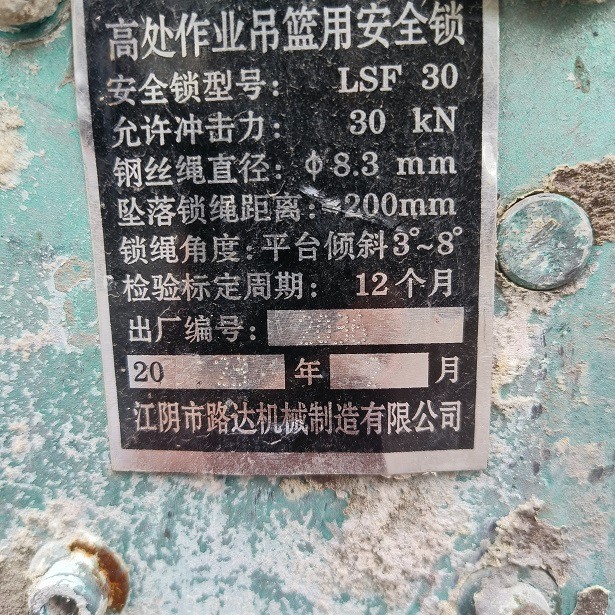 高处作业吊篮用安全锁
安全锁型号: LSF 30
允许冲击力: 30 kN
钢丝绳直径: Φ8.3 mm
坠落锁绳距离: ≤200mm
锁绳角度: 平台倾斜3°~8°
检验标定周期: 12个月
出厂编号:
20 年 月
江阴市路达机械制造有限公司